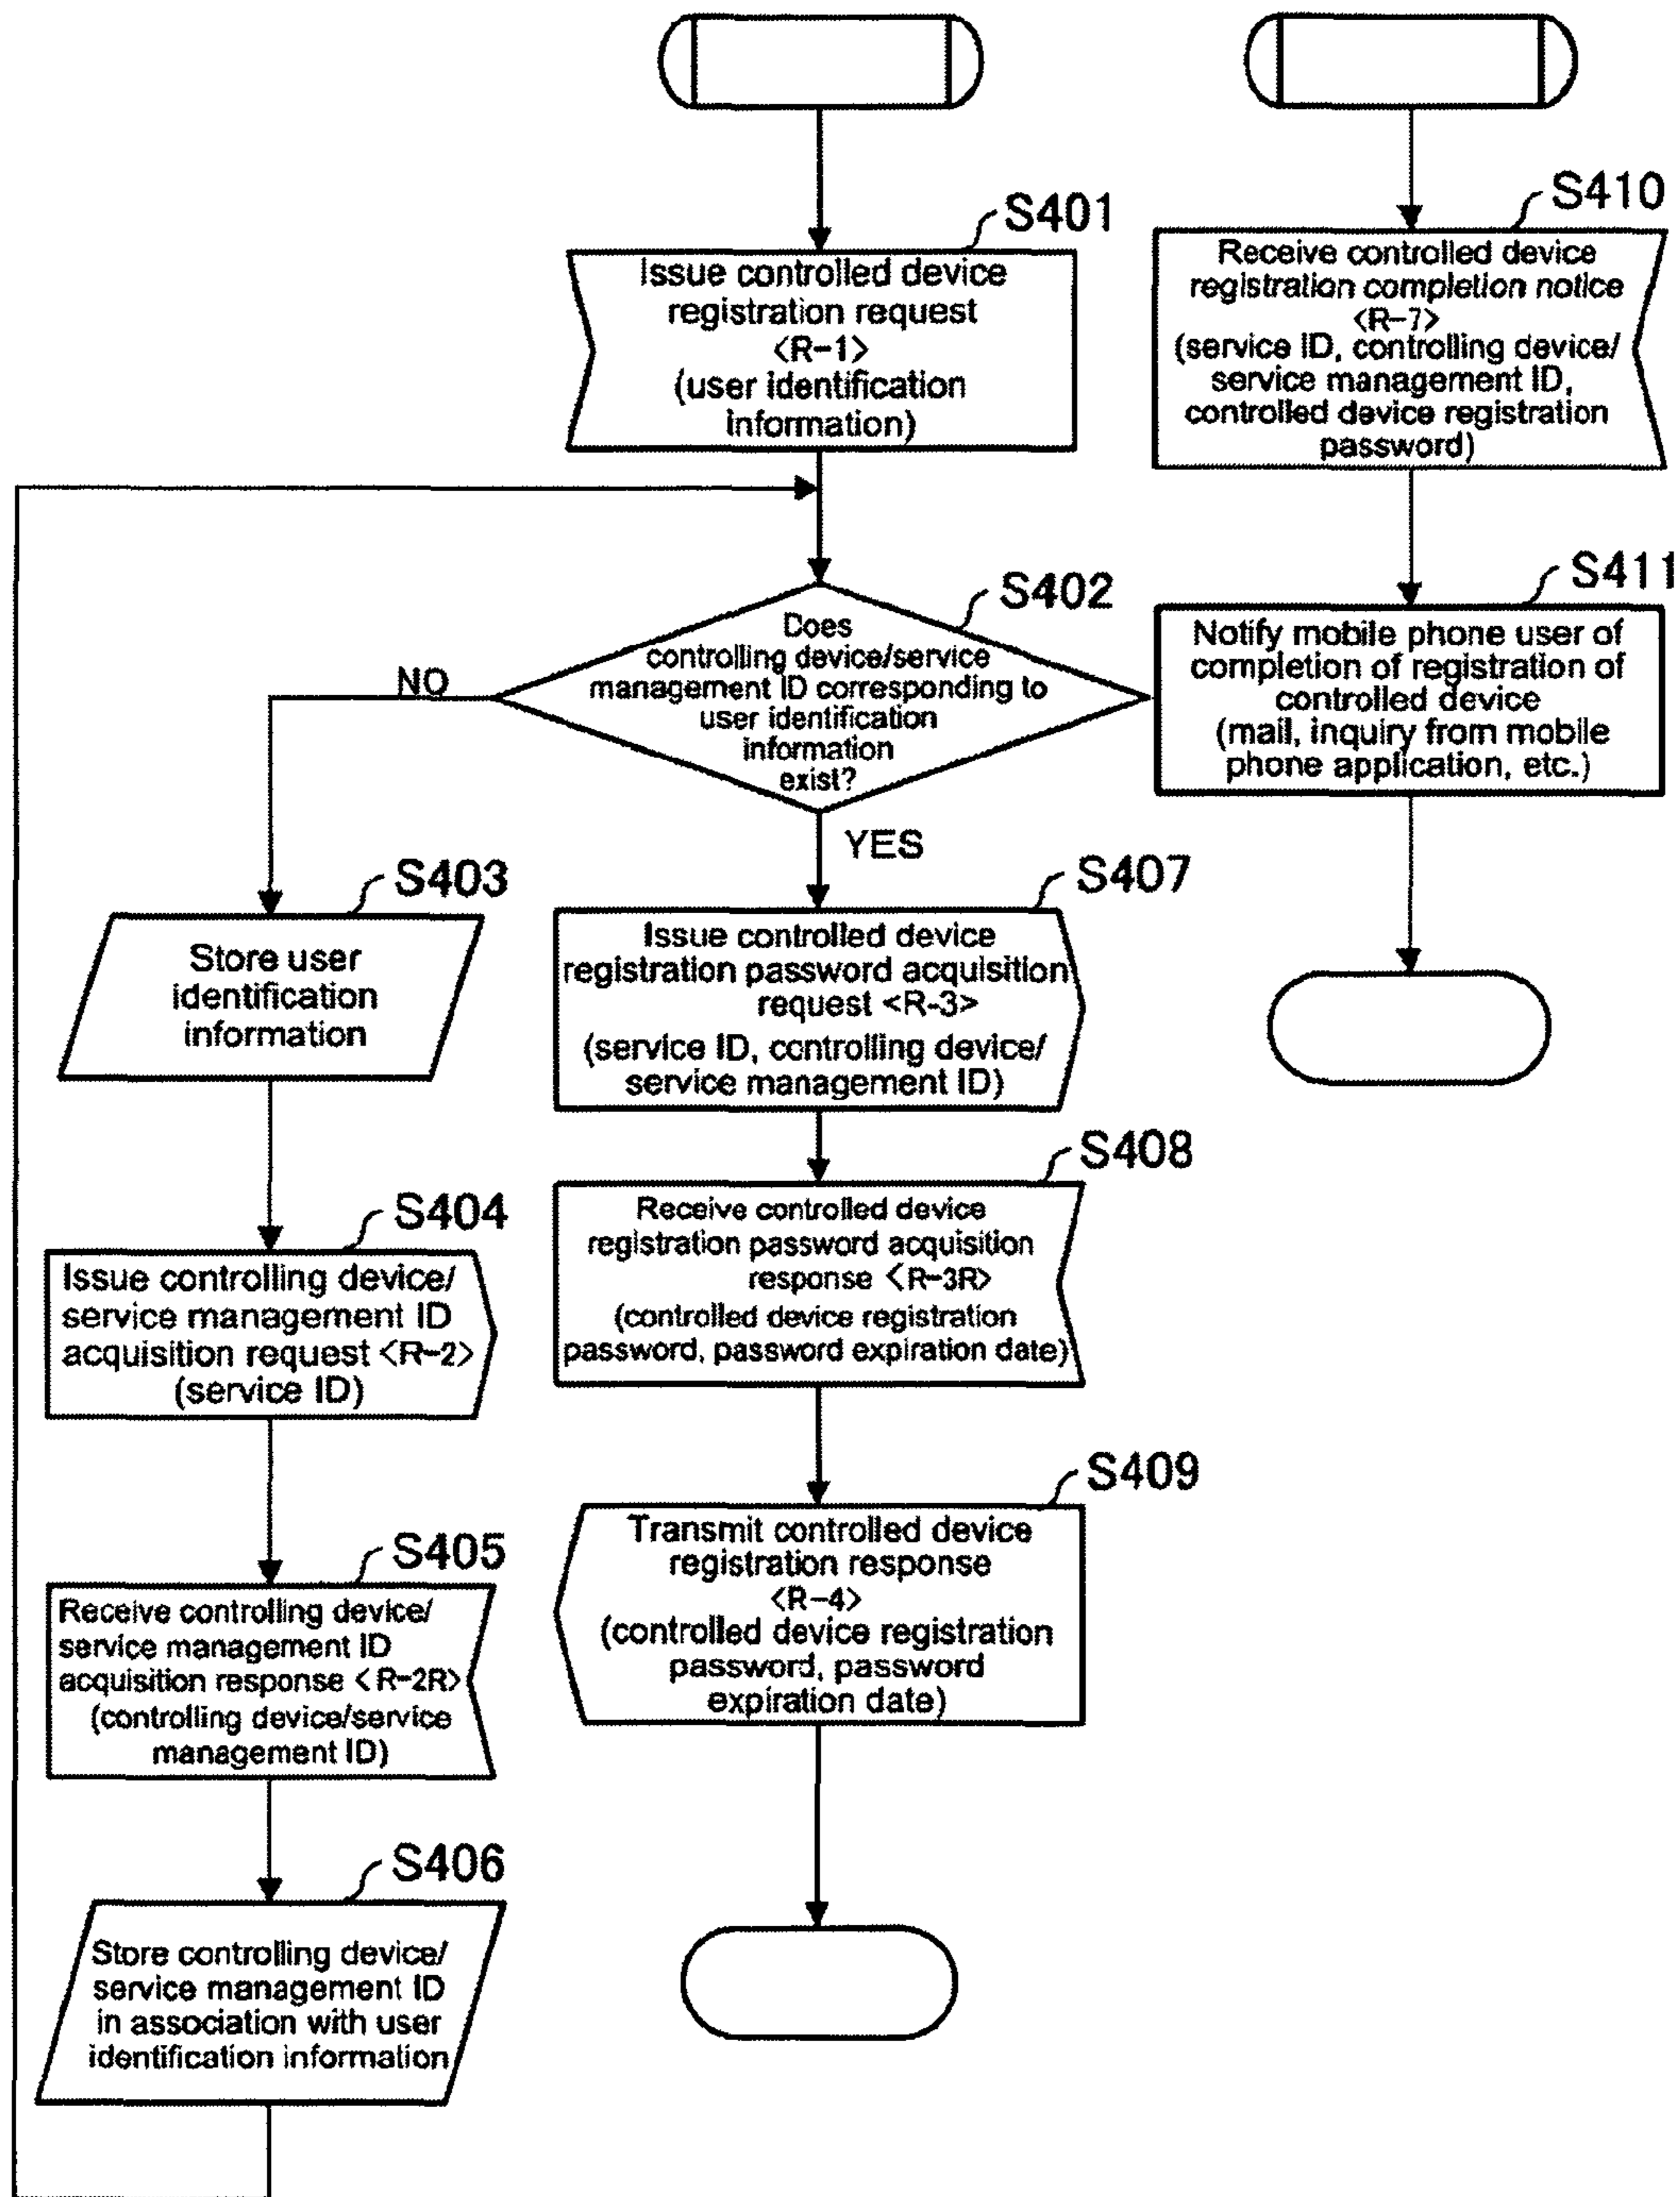 S401
Issue controlled device
registration request
<R-1>
(user identification
information)
S402
Does
controlling device/service
management ID corresponding to
user identification
information
exist?
NO
YES
S403
Store user
identification
information
S404
Issue controlling device/
service management ID
acquisition request <R-2>
(service ID)
S405
Receive controlling device/
service management ID
acquisition response <R-2R>
(controlling device/service
management ID)
S406
Store controlling device/
service management ID
in association with user
identification information
S407
Issue controlled device
registration password acquisition
request <R-3>
(service ID, controlling device/
service management ID)
S408
Receive controlled device
registration password acquisition
response <R-3R>
(controlled device registration
password, password expiration date)
S409
Transmit controlled device
registration response
<R-4>
(controlled device registration
password, password
expiration date)
S410
Receive controlled device
registration completion notice
<R-7>
(service ID, controlling device/
service management ID,
controlled device registration
password)
S411
Notify mobile phone user of
completion of registration of
controlled device
(mail, inquiry from mobile
phone application, etc.)